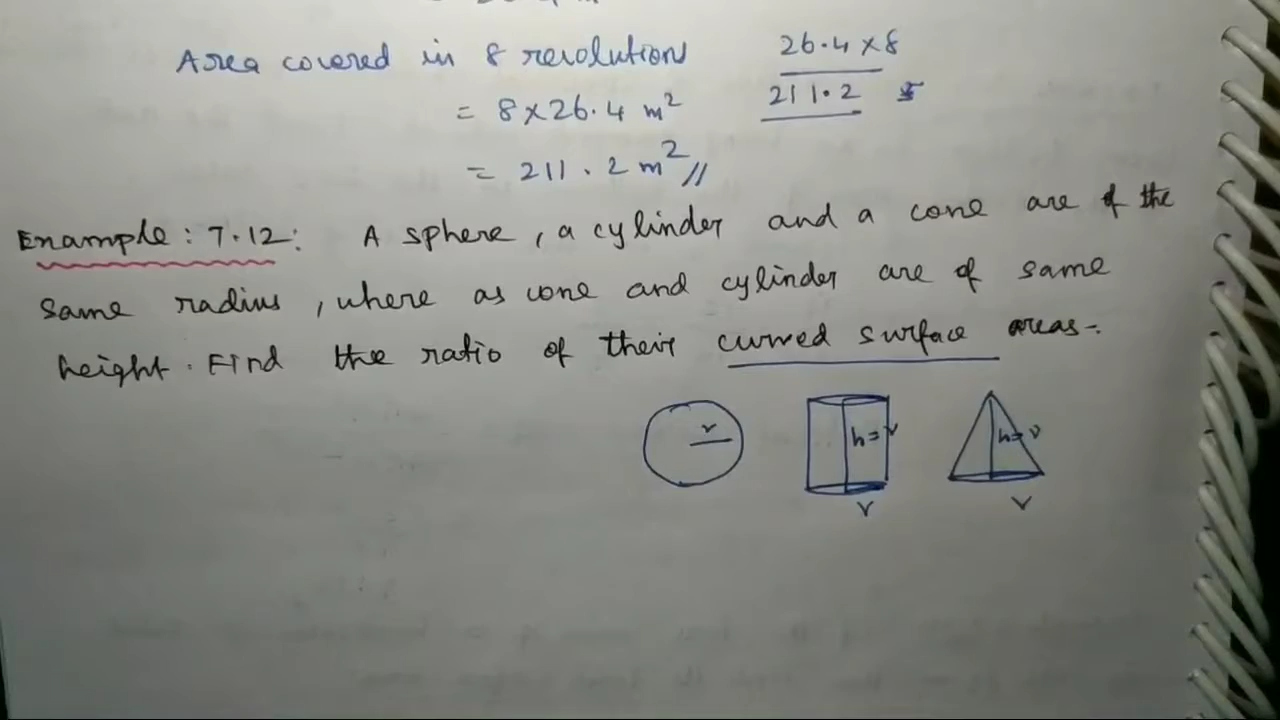 Area covered in 8 revolution
26.4 × 8
= 8 × 26.4 m²
211.2
= 211.2 m² //
Example: 7.12: A sphere, a cylinder and a cone are of the
same radius, where as cone and cylinder are of same
height. Find the ratio of their curved surface areas.
r
h=r
h=r
r
r